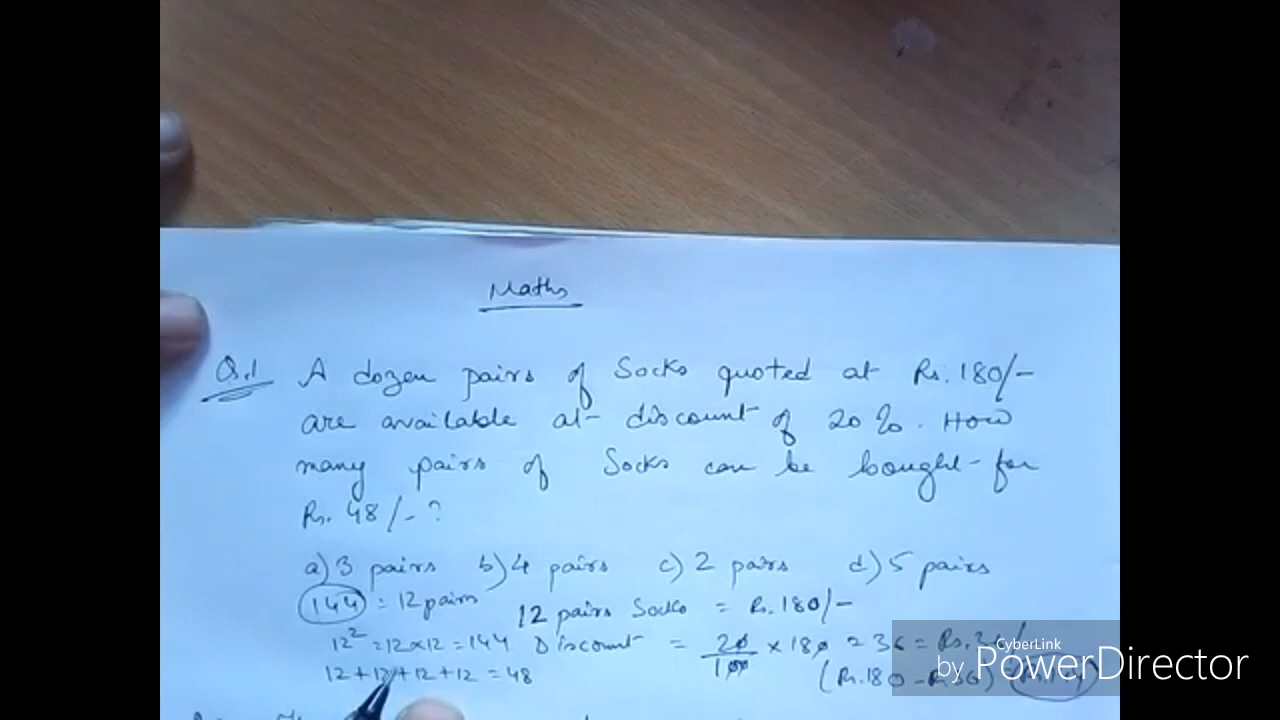 Maths
Q.1 A dozen pairs of Socks quoted at Rs.180/-
are available at discount of 20%. How
many pairs of Socks can be bought for
Rs. 48/-?
a) 3 pairs b) 4 pairs c) 2 pairs d) 5 pairs
144 = 12 pairs 12 pairs Socks = Rs.180/-
12² = 12×12 = 144 Discount = 20/100 × 180 = 36 = Rs.36/-
12+12+12+12 = 48 (Rs.180 - Rs.36)
CyberLink
by PowerDirector